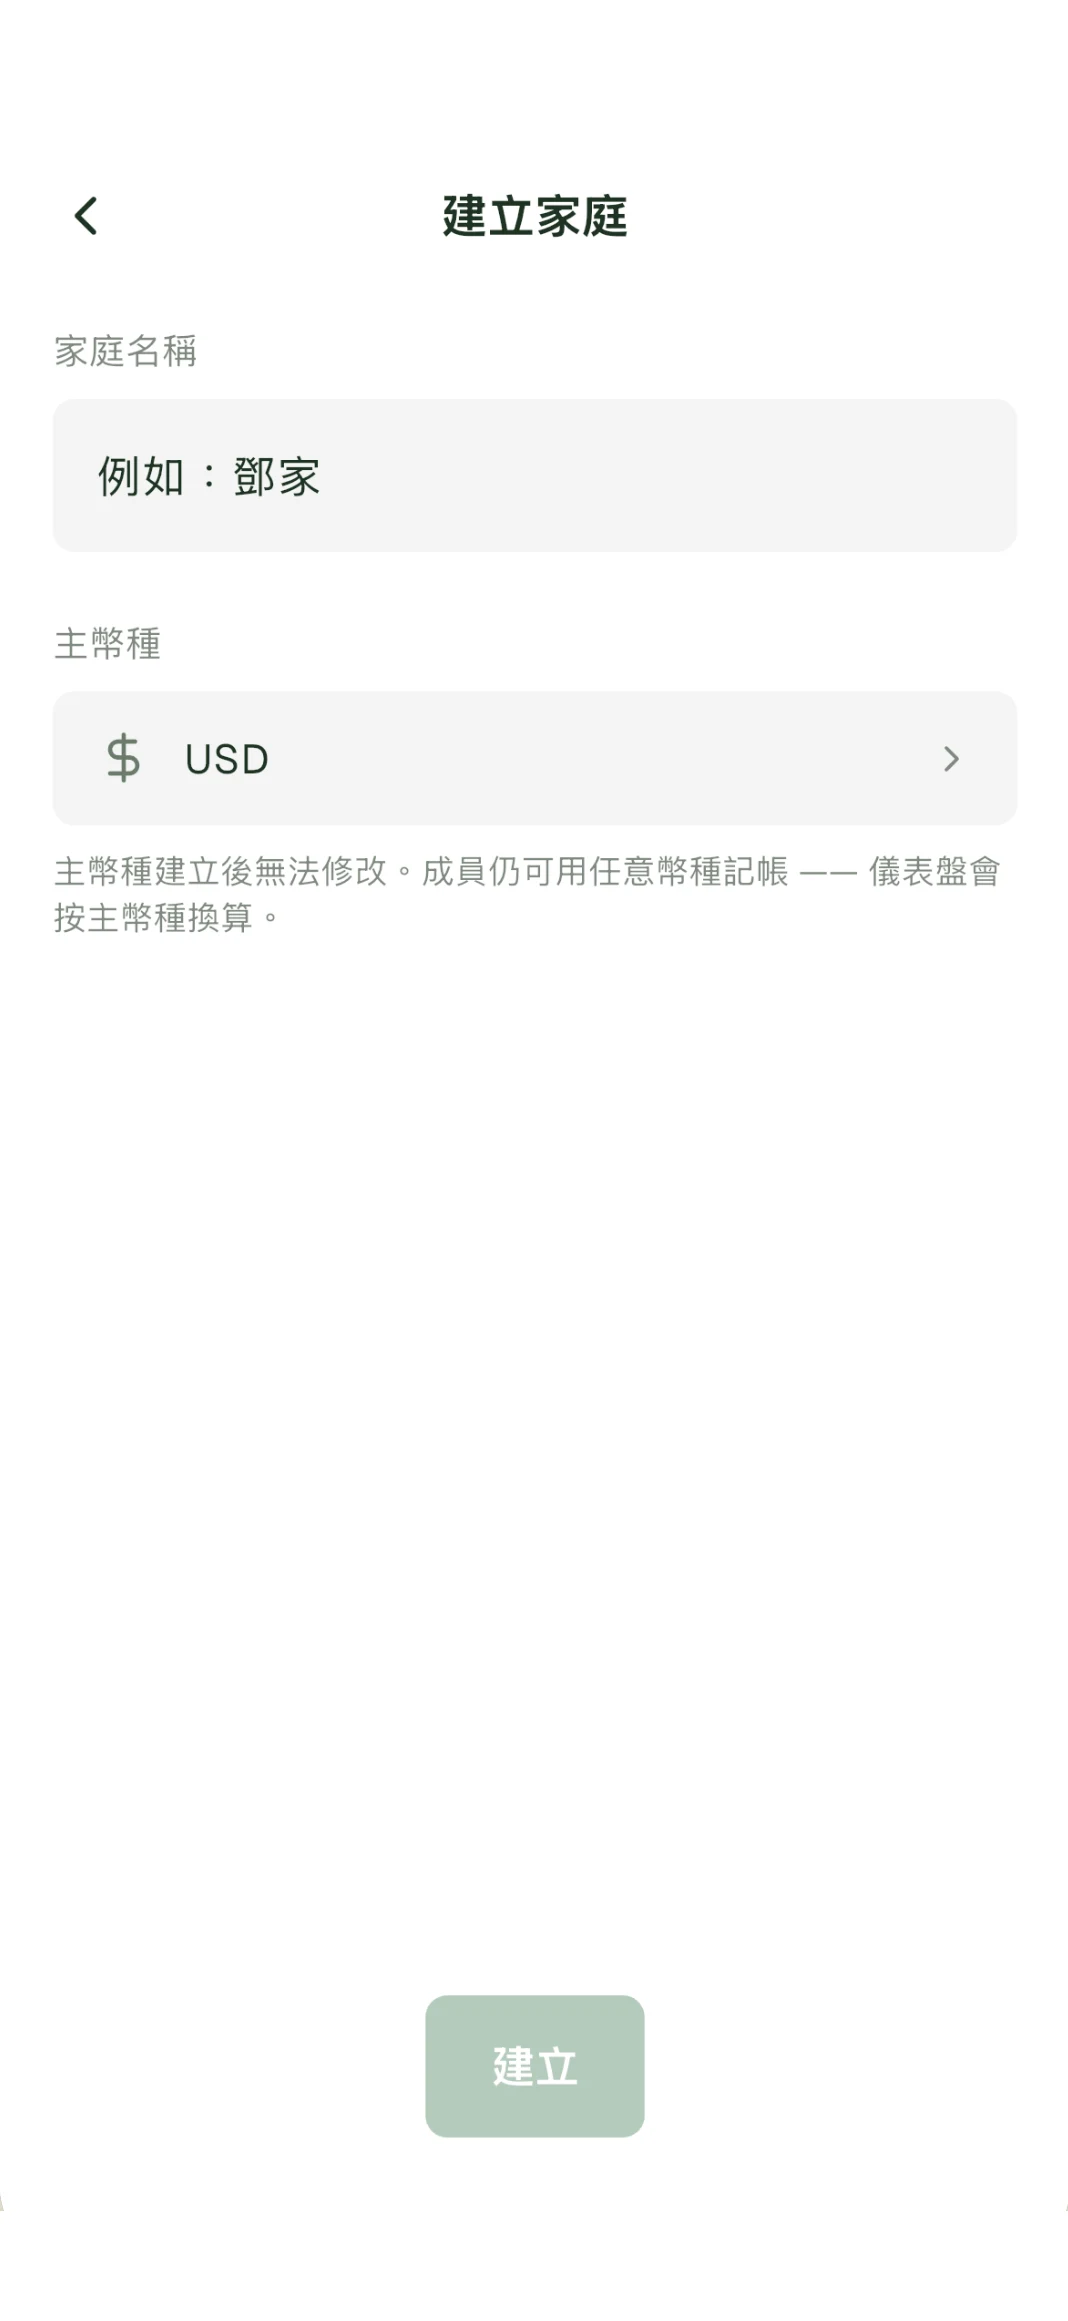 建立家庭
家庭名稱
例如：鄧家
主幣種
$ USD
主幣種建立後無法修改。成員仍可用任意幣種記帳 —— 儀表盤會
按主幣種換算。
建立